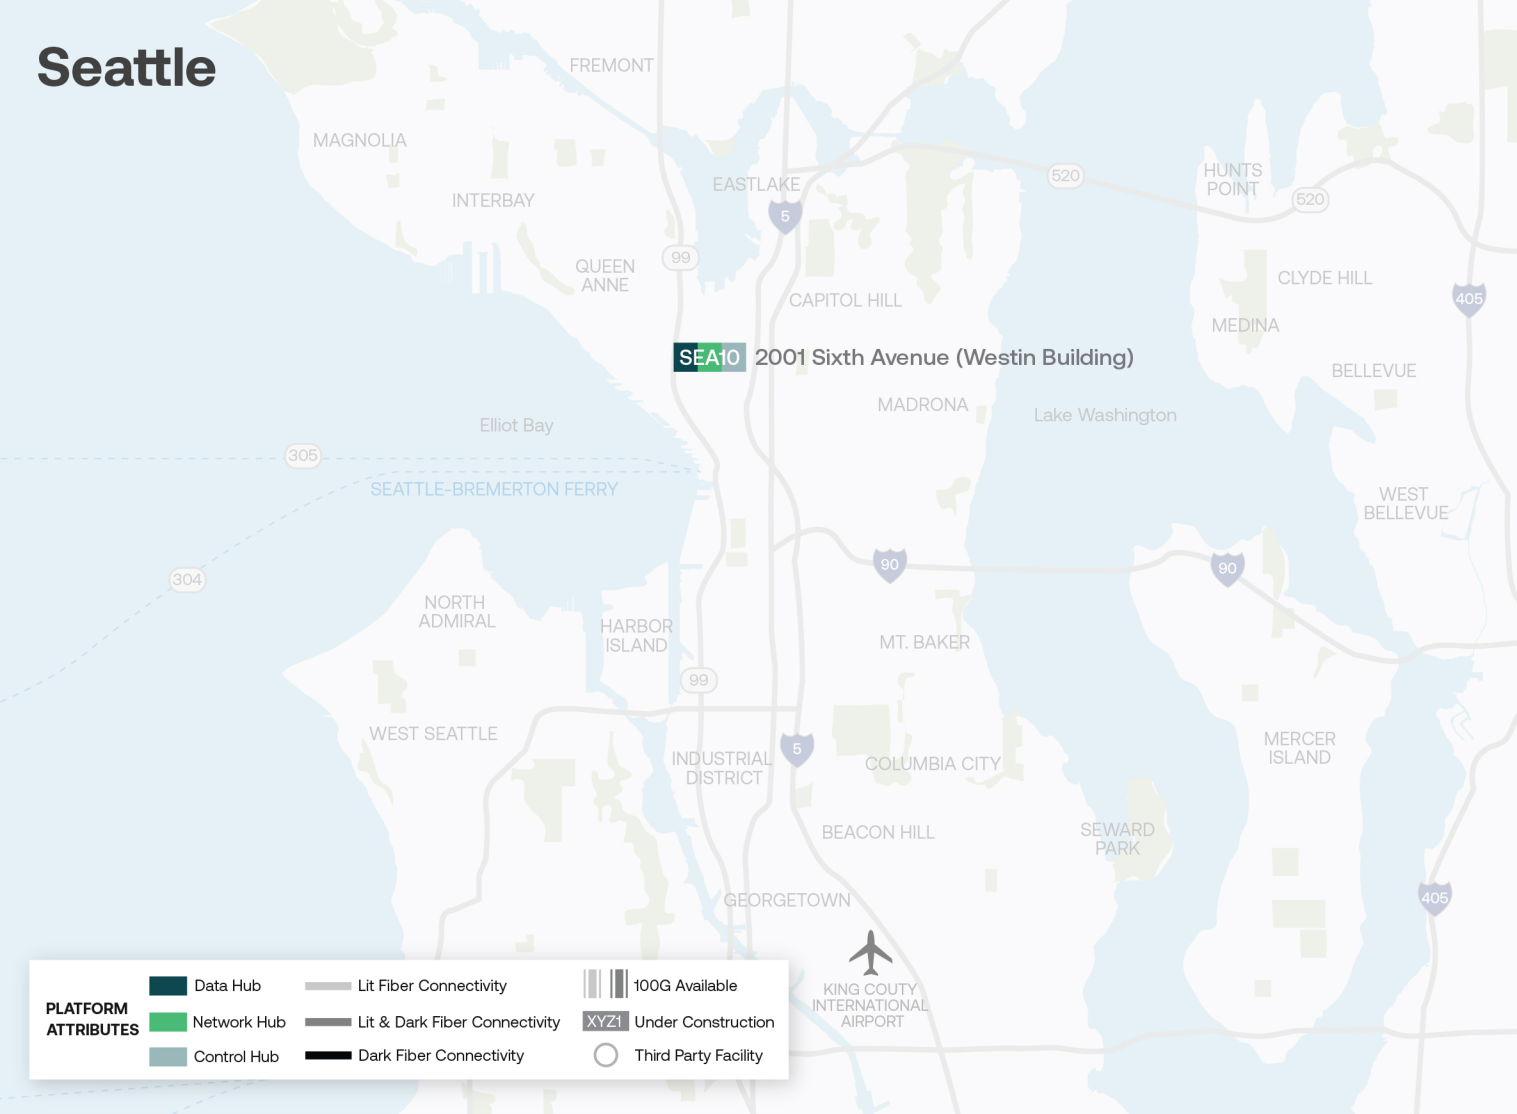 Seattle
FREMONT
MAGNOLIA
INTERBAY
EASTLAKE
5
520
HUNTS
POINT
520
99
QUEEN
ANNE
CAPITOL HILL
CLYDE HILL
405
MEDINA
SEA10 2001 Sixth Avenue (Westin Building)
BELLEVUE
MADRONA
Lake Washington
Elliot Bay
305
SEATTLE-BREMERTON FERRY
WEST
BELLEVUE
304
90
90
NORTH
ADMIRAL
HARBOR
ISLAND
MT. BAKER
99
WEST SEATTLE
5
INDUSTRIAL
DISTRICT
COLUMBIA CITY
MERCER
ISLAND
BEACON HILL
SEWARD
PARK
GEORGETOWN
405
KING COUTY
INTERNATIONAL
AIRPORT
PLATFORM
ATTRIBUTES
Data Hub
Network Hub
Control Hub
Lit Fiber Connectivity
Lit & Dark Fiber Connectivity
Dark Fiber Connectivity
100G Available
XYZ1 Under Construction
Third Party Facility